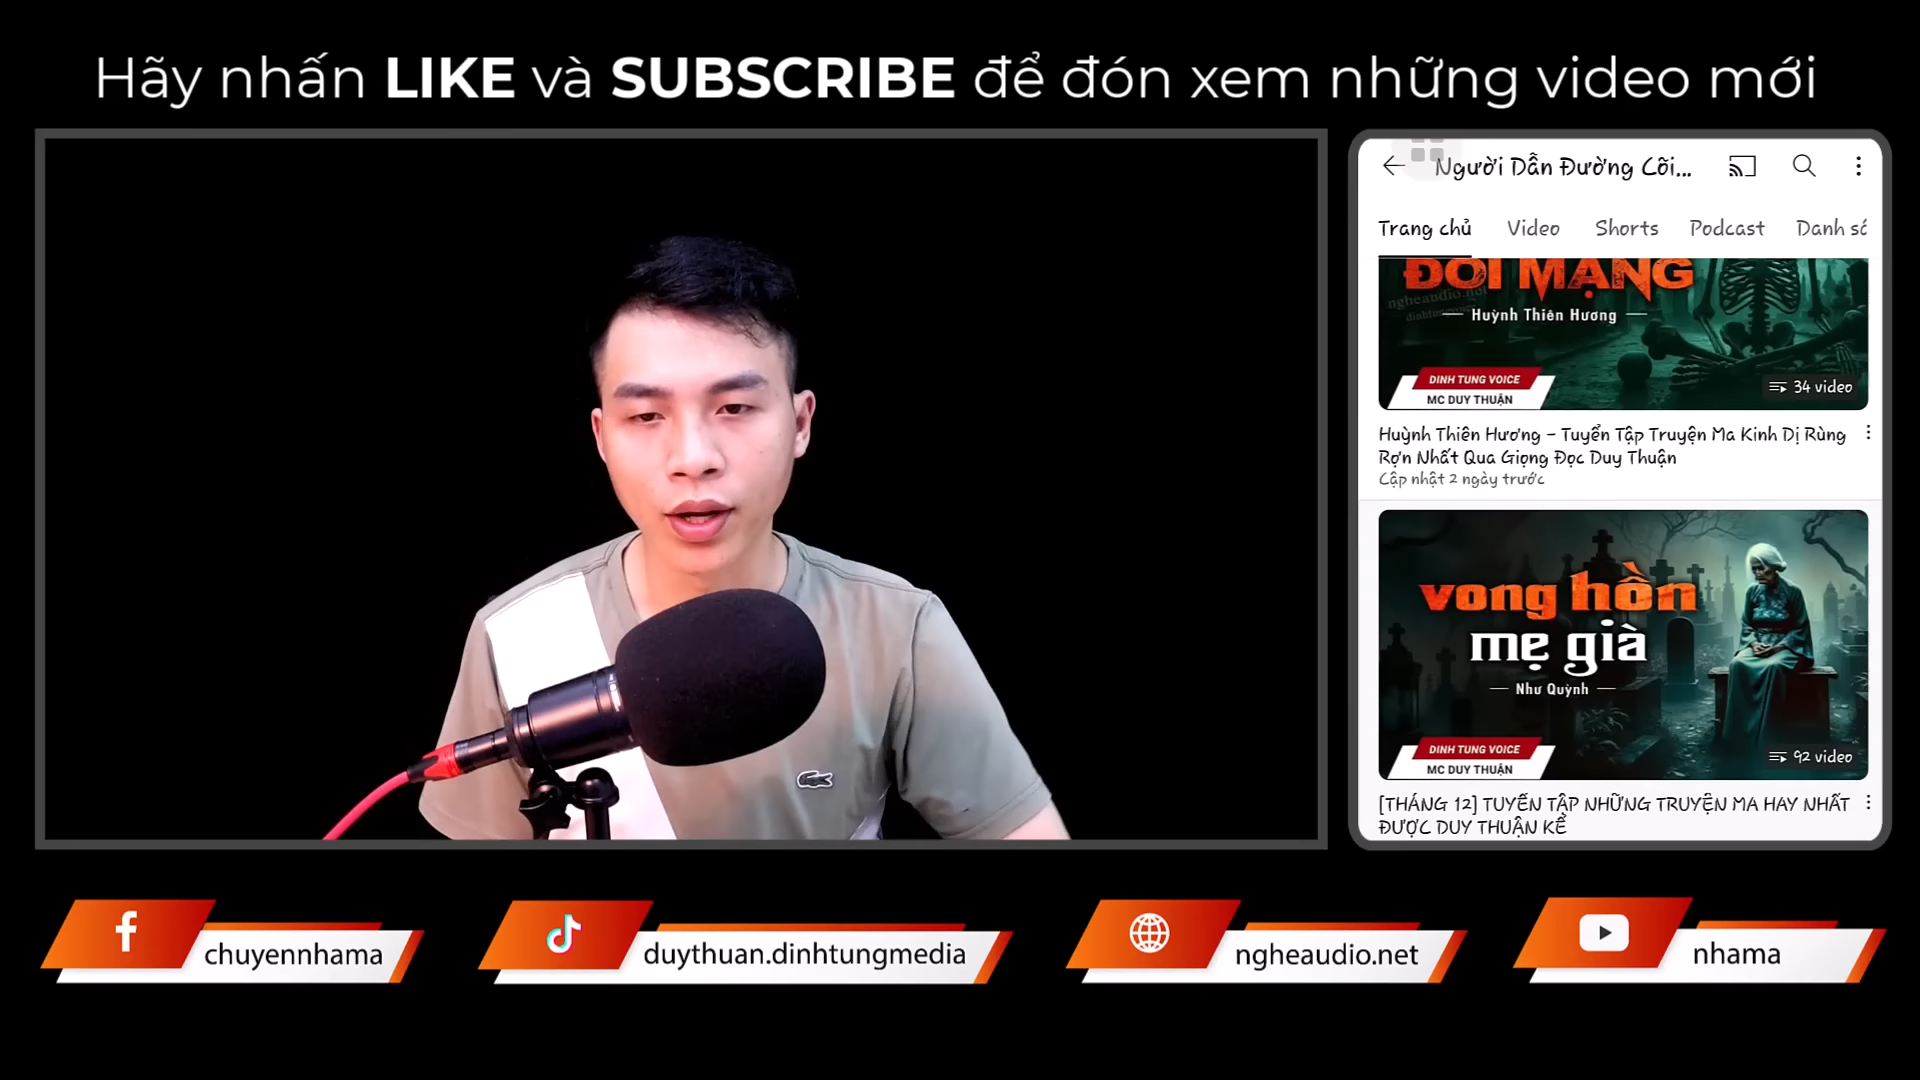 Hãy nhấn LIKE và SUBSCRIBE để đón xem những video mới
Người Dẫn Đường Cõi...
Trang chủ Video Shorts Podcast Danh sá
ĐỔI MẠNG
ngheaudio.net
Huỳnh Thiên Hương
DINH TUNG VOICE
MC DUY THUẬN
34 video
Huỳnh Thiên Hương – Tuyển Tập Truyện Ma Kinh Dị Rùng
Rợn Nhất Qua Giọng Đọc Duy Thuận
Cập nhật 2 ngày trước
vong hồn
mẹ già
Như Quỳnh
DINH TUNG VOICE
MC DUY THUẬN
92 video
[THÁNG 12] TUYỂN TẬP NHỮNG TRUYỆN MA HAY NHẤT
ĐƯỢC DUY THUẬN KỂ
chuyennhama
duythuan.dinhtungmedia
ngheaudio.net
nhama